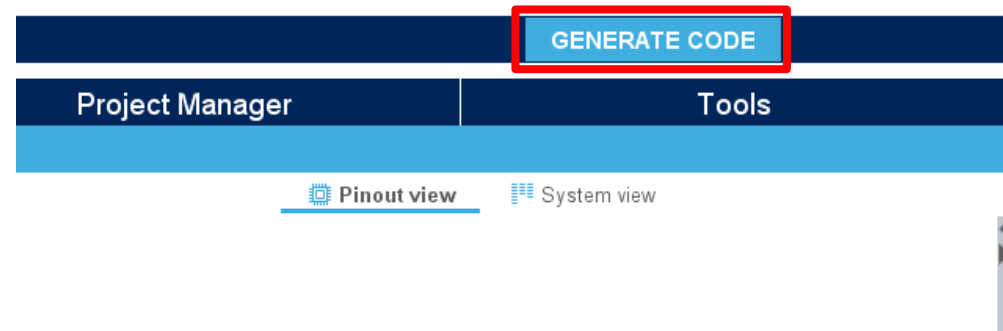 GENERATE CODE
Project Manager Tools
Pinout view System view